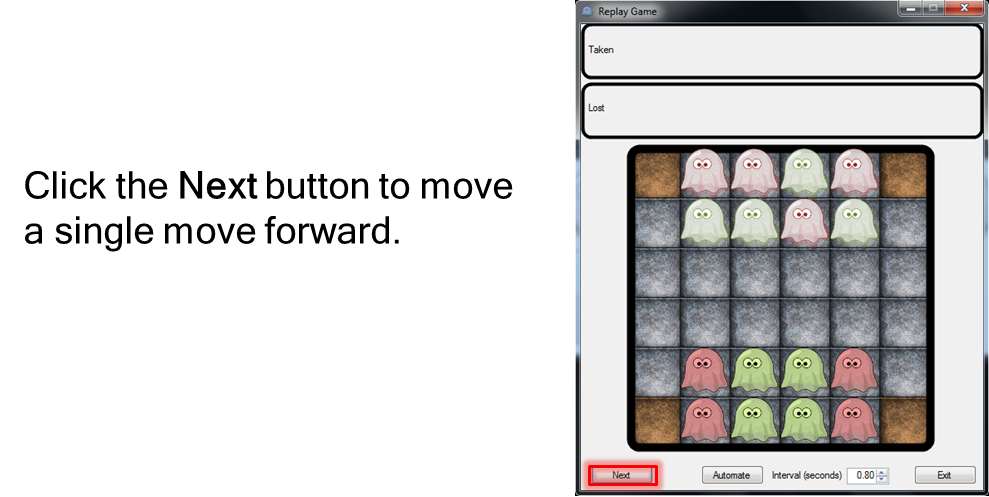 Click the Next button to move
a single move forward.
Replay Game
Taken
Lost
Next
Automate
Interval (seconds)
0.80
Exit